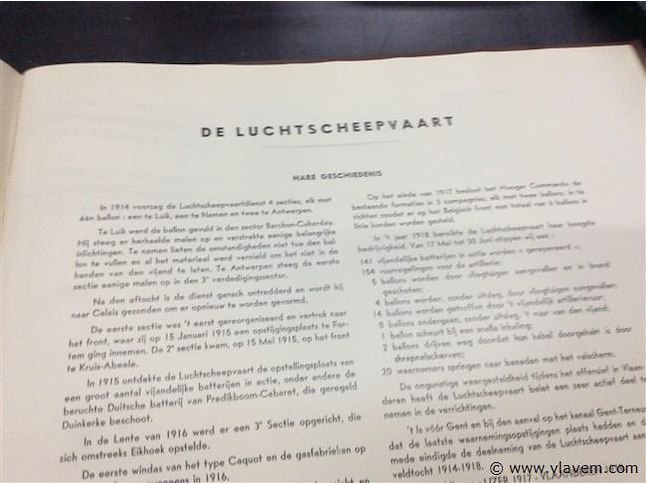 DE LUCHTSCHEEPVAART
HARE GESCHIEDENIS
In 1914 voorzag de Luchtscheepvaartdienst 4 secties, elk met
één ballon : een te Luik, een te Namen en twee te Antwerpen.
Te Luik werd de ballon gevuld in den sector Barchon-Cohorday.
Hij steeg er herhaalde malen op en verstrekte eenige belangrijke
inlichtingen. Te namen lieten de omstandigheden niet toe den bal-
lon te vullen en al het materieel werd vernield om het niet in de
handen van den vijand te leten. Te Antwerpen steeg de eerste
sectie eenige malen op in den 3e verdedigingssector.
Na den aftocht is de dienst gansch ontredderd en wordt hij
naar Calais gezonden om er opnieuw te worden gevormd.
De eerste sectie was 't eerst gereorganiseerd en vertrok naar
het front, waar zij op 15 Januari 1915 een opstijgingsplaats te For-
tem ging innemen. De 2e sectie kwam, op 15 Mei 1915, op het front
te Kruis-Abeele.
In 1915 ontdekte de Luchtscheepvaart de opstellingsplaats van
een groot aantal vijandelijke batterijen in actie, onder andere de
beruchte Duitsche batterij van Predikboom-Cabaret, die geregeld
Duinkerke beschoot.
In de Lente van 1916 werd er een 3e Sectie opgericht, die
zich omstreeks Eikhoek opstelde.
De eerste windas van het type Caquot en de gasfabrieken op
in 1916.
Op het einde van 1917 besloot het Hooger Commando de
bestaande formaties in 3 compagnies, elk met twee ballons, in te
richten zoodat er op het Belgisch front een totaal van 6 ballons in
linie konden worden gesteld.
In 't jaar 1918 bereikte de Luchtscheepvaart haar hoogste
bedrijvigheid. Van 17 Mei tot 30 Juni stippen wij aan :
141 vijandelijke batterijen in actie worden « gerepereerd » ;
154 vuurregelingen voor de artillerie ;
5 ballons worden door vliegtuigen aangevallen en in brand
geschoten ;
4 ballons worden, zonder uitslag, door vliegtuigen aangevallen ;
14 ballons worden getroffen door 't vijandelijk artillerievuur ;
5 ballons ondergaan, zonder uitslag, 't vuur van den vijand ;
1 ballon scheurt bij een snelle inhaling ;
2 ballons drijven weg doordat hun kabel doorgehakt is door
shrapnelscherven ;
20 waarnemers springen naar beneden met het valscherm.
De ongunstige weergesteldheid tijdens het offensief in Vlaan-
deren heeft de Luchtscheepvaart belet een zeer actief deel te
nemen in de verrichtingen.
't Is vóór Gent en bij den aanval op het kanaal Gent-Terneuzen
dat de laatste waarnemingsopstijgingen plaats hadden en
mede eindigde de deelneming van de Luchtscheepvaart aan
veldtocht 1914-1918.
IJZER 1917
© www.vlavem.com